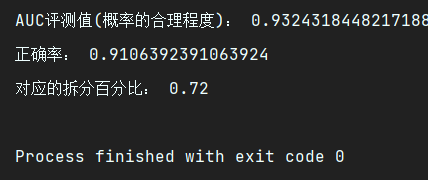 AUC评测值(概率的合理程度)： 0.9324318448217188
正确率： 0.9106392391063924
对应的拆分百分比： 0.72
Process finished with exit code 0